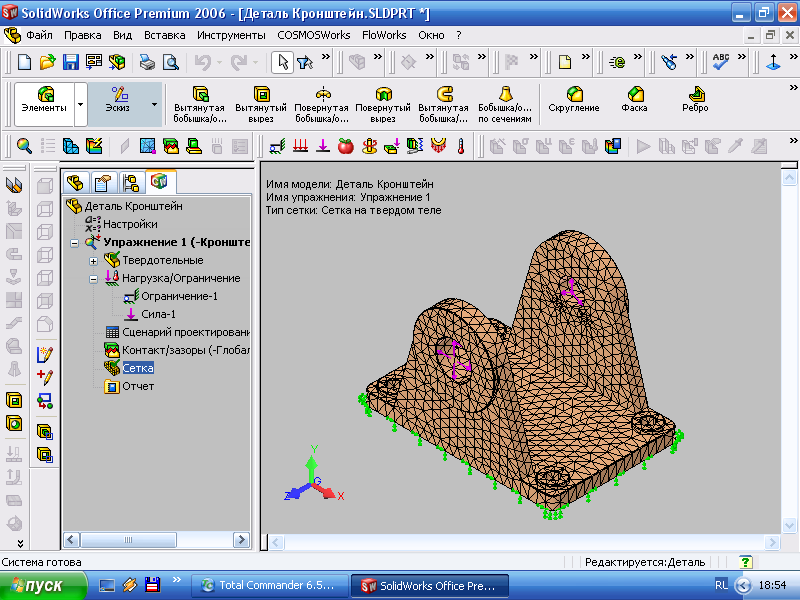 SolidWorks Office Premium 2006 - [Деталь Кронштейн.SLDPRT *]
Файл Правка Вид Вставка Инструменты COSMOSWorks FloWorks Окно ?
Элементы Эскиз Вытянутая бобышка/о... Вытянутый вырез Повернутая бобышка/о... Повернутый вырез Вытянутая бобышка/... Бобышка/о... по сечениям Скругление Фаска Ребро
Деталь Кронштейн
Настройки
Упражнение 1 (-Кронште
Твердотельные
Нагрузка/Ограничение
Ограничение-1
Сила-1
Сценарий проектировани
Контакт/зазоры (-Глобал
Сетка
Отчет
Имя модели: Деталь Кронштейн
Имя упражнения: Упражнение 1
Тип сетки: Сетка на твердом теле
Y
G
Z X
Система готова Редактируется:Деталь
пуск Total Commander 6.5... SolidWorks Office Pre... RL 18:54